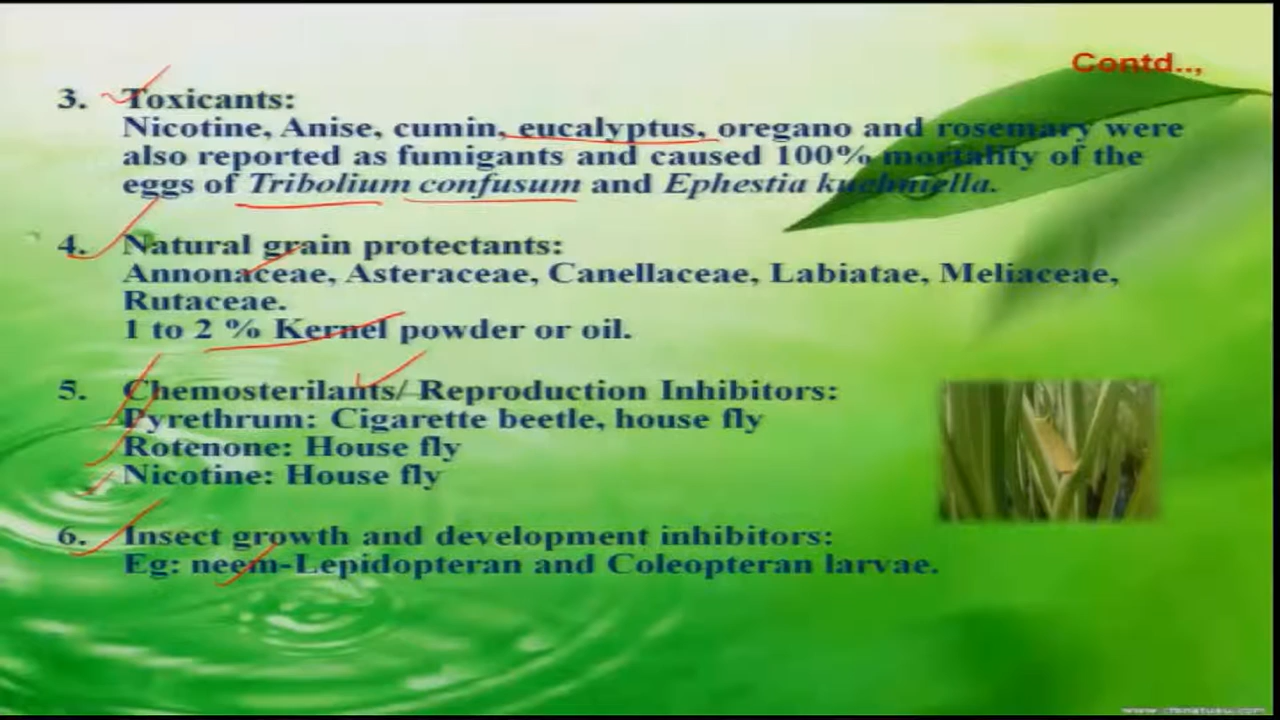 Contd..,
3. Toxicants:
Nicotine, Anise, cumin, eucalyptus, oregano and rosemary were
also reported as fumigants and caused 100% mortality of the
eggs of Tribolium confusum and Ephestia kuehniella.
4. Natural grain protectants:
Annonaceae, Asteraceae, Canellaceae, Labiatae, Meliaceae,
Rutaceae.
1 to 2 % Kernel powder or oil.
5. Chemosterilants/ Reproduction Inhibitors:
Pyrethrum: Cigarette beetle, house fly
Rotenone: House fly
Nicotine: House fly
6. Insect growth and development inhibitors:
Eg: neem-Lepidopteran and Coleopteran larvae.